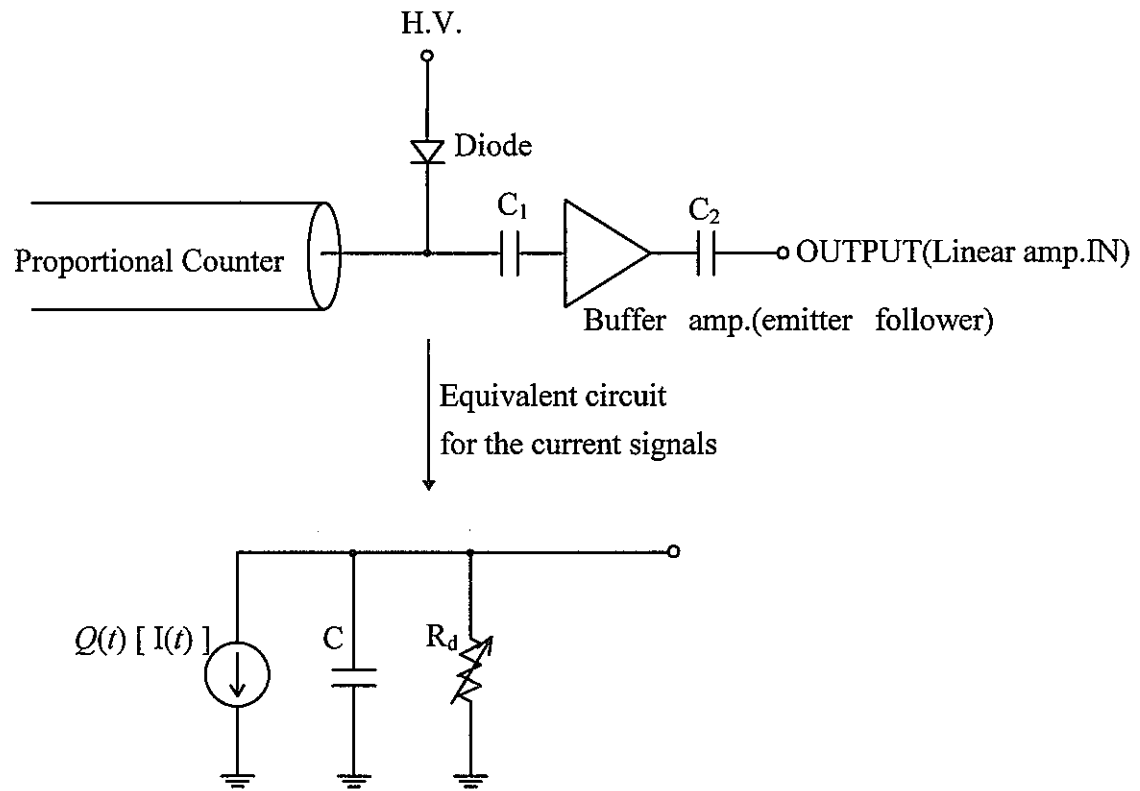 H.V.
Diode
C₁
C₂
Proportional Counter
OUTPUT(Linear amp.IN)
Buffer amp.(emitter follower)
Equivalent circuit
for the current signals
Q(t) [ I(t) ]
C
R_d